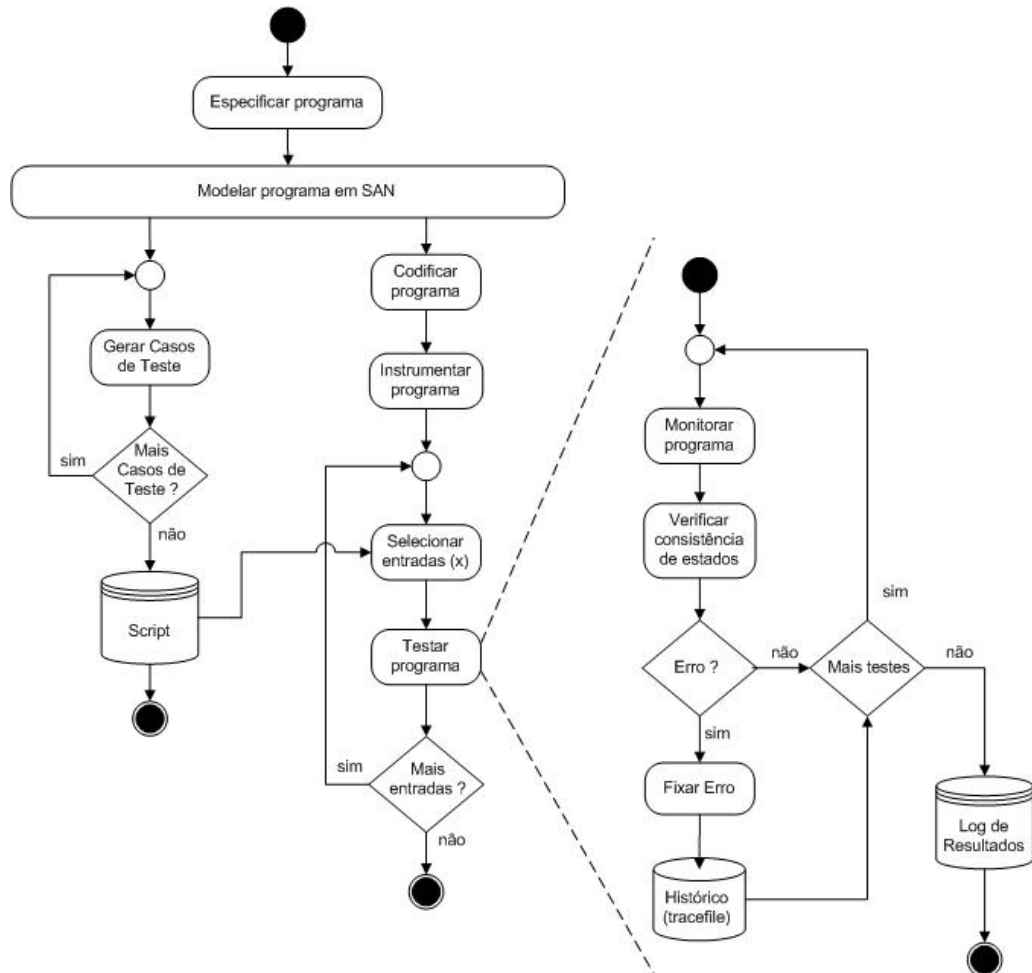 Especificar programa
Modelar programa em SAN
Gerar Casos
de Teste
Mais
Casos de
Teste ?
sim
não
Script
Codificar
programa
Instrumentar
programa
Selecionar
entradas (x)
Testar
programa
Mais
entradas ?
sim
não
Monitorar
programa
Verificar
consistência
de estados
Erro ?
não
sim
Fixar Erro
Histórico
(tracefile)
Mais testes
sim
não
Log de
Resultados